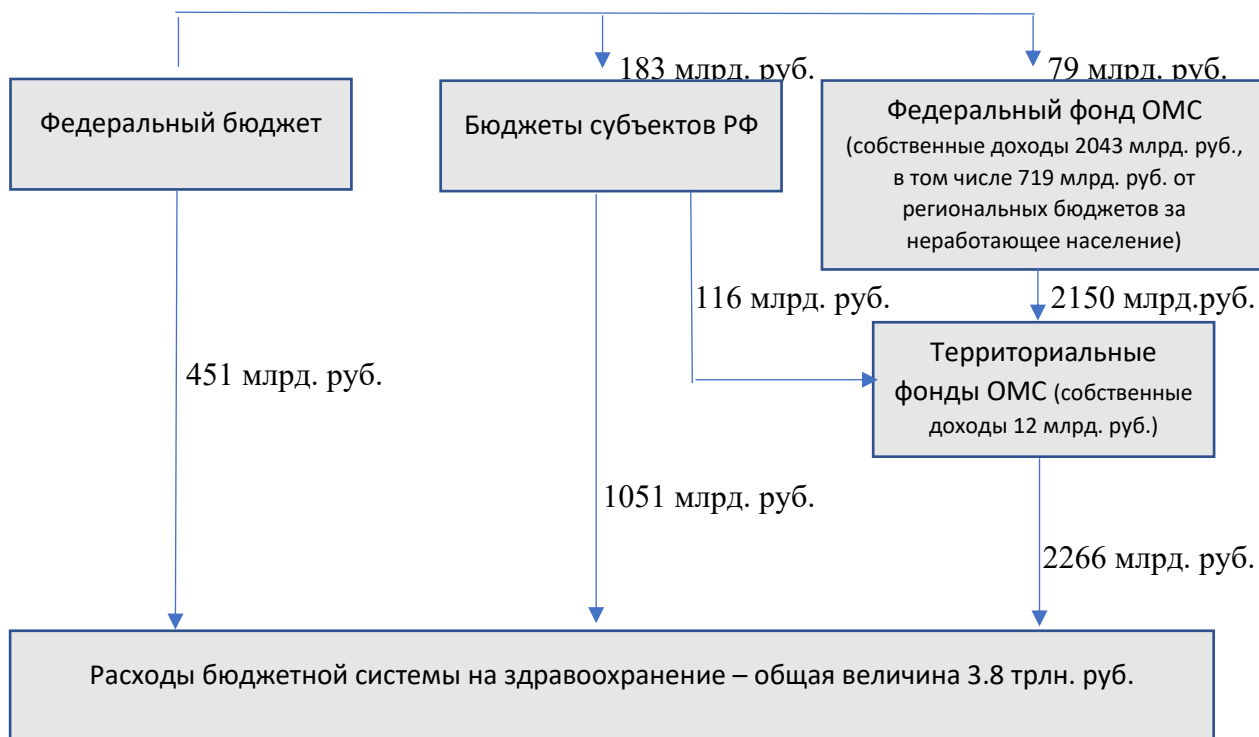 183 млрд. руб.
79 млрд. руб.
Федеральный бюджет
Бюджеты субъектов РФ
Федеральный фонд ОМС
(собственные доходы 2043 млрд. руб.,
в том числе 719 млрд. руб. от
региональных бюджетов за
неработающее население)
116 млрд. руб.
2150 млрд.руб.
451 млрд. руб.
Территориальные
фонды ОМС (собственные
доходы 12 млрд. руб.)
1051 млрд. руб.
2266 млрд. руб.
Расходы бюджетной системы на здравоохранение – общая величина 3.8 трлн. руб.